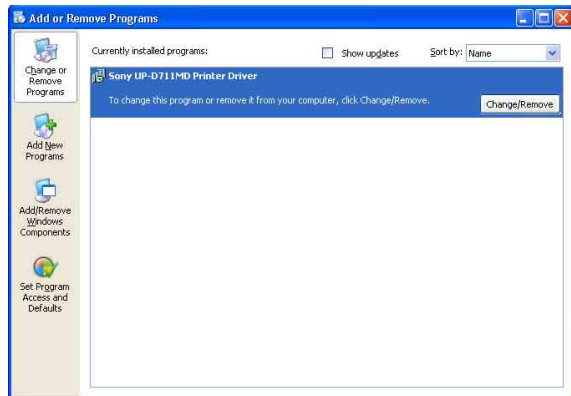 Add or Remove Programs
Change or
Remove
Programs
Add New
Programs
Add/Remove
Windows
Components
Set Program
Access and
Defaults
Currently installed programs:
Show updates
Sort by:
Name
Sony UP-D711MD Printer Driver
To change this program or remove it from your computer, click Change/Remove.
Change/Remove